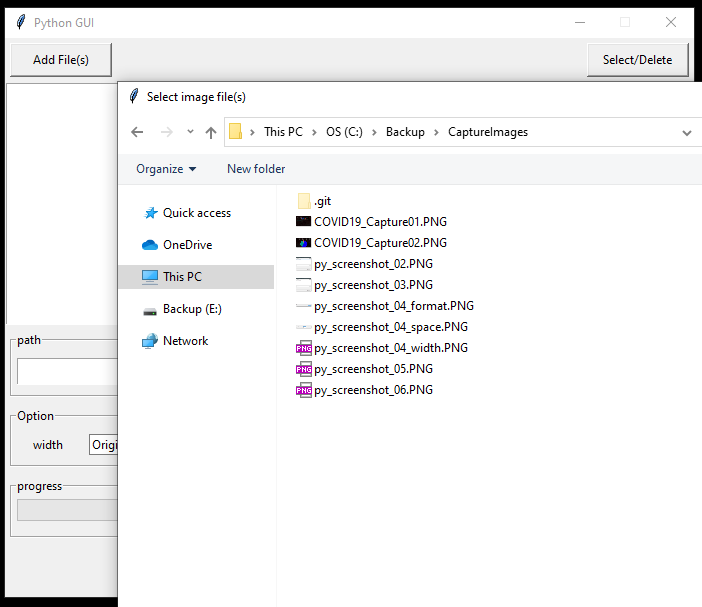 Python GUI
Add File(s)
Select/Delete
Select image file(s)
This PC > OS (C:) > Backup > CaptureImages
Organize
New folder
Quick access
OneDrive
This PC
Backup (E:)
Network
.git
COVID19_Capture01.PNG
COVID19_Capture02.PNG
py_screenshot_02.PNG
py_screenshot_03.PNG
py_screenshot_04_format.PNG
py_screenshot_04_space.PNG
py_screenshot_04_width.PNG
py_screenshot_05.PNG
py_screenshot_06.PNG
path
Option
width
Origi
progress